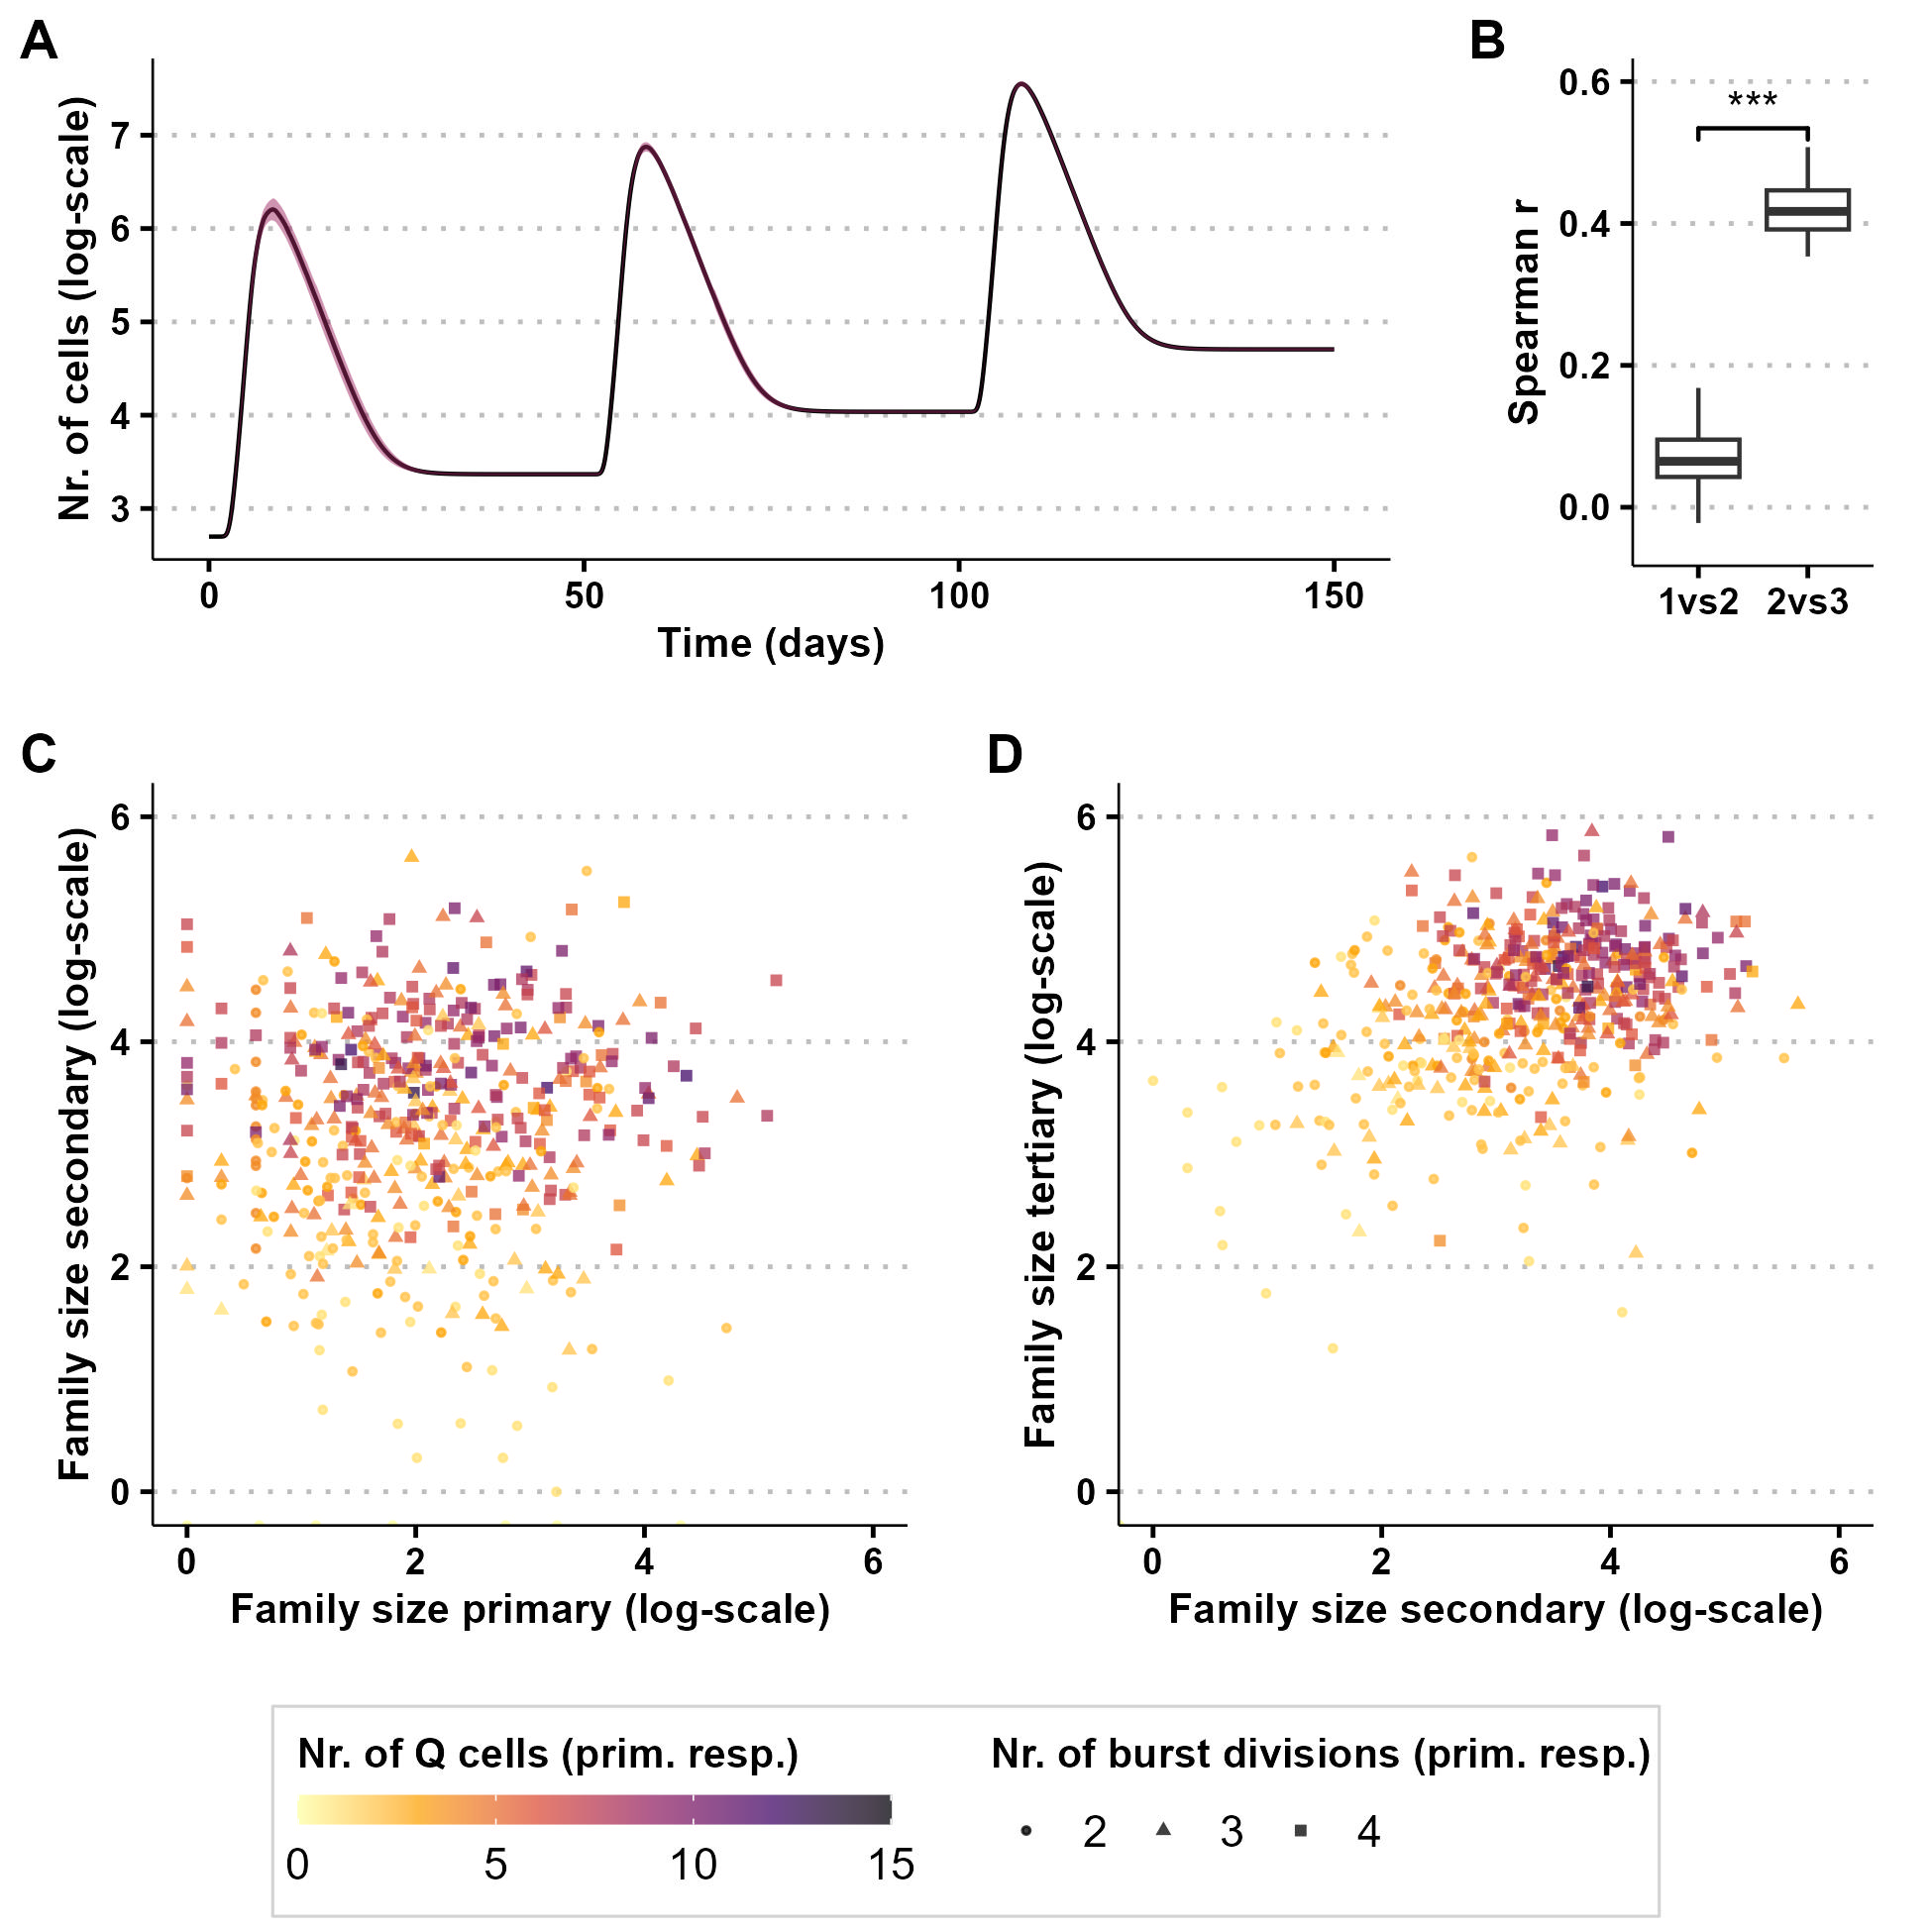 A
Nr. of cells (log-scale)
7
6
5
4
3
0 50 100 150
Time (days)
B
Spearman r
0.6
0.4
0.2
0.0
***
1vs2 2vs3
C
Family size secondary (log-scale)
6
4
2
0
0 2 4 6
Family size primary (log-scale)
D
Family size tertiary (log-scale)
6
4
2
0
0 2 4 6
Family size secondary (log-scale)
Nr. of Q cells (prim. resp.)
0 5 10 15
Nr. of burst divisions (prim. resp.)
2 3 4